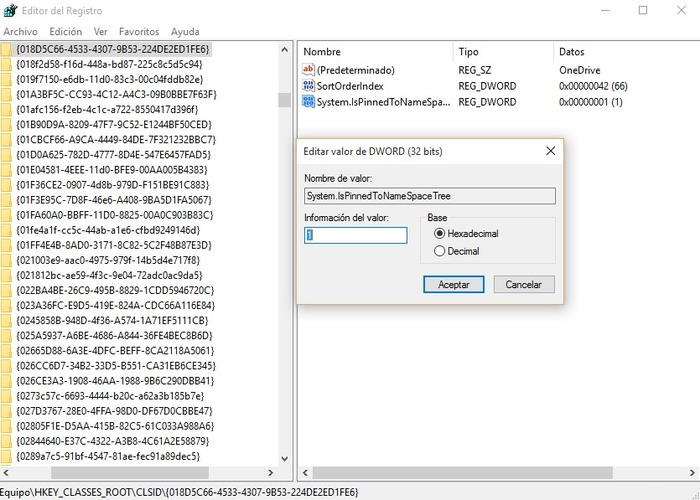 Editor del Registro
Archivo Edición Ver Favoritos Ayuda
{018D5C66-4533-4307-9B53-224DE2ED1FE6}
{018f2d58-f16d-448a-bd87-225c8c5d5c94}
{019f7150-e6db-11d0-83c3-00c04fddb82e}
{01A3BF5C-CC93-4C12-A4C3-09B0BBE7F63F}
{01afc156-f2eb-4c1c-a722-8550417d396f}
{01B90D9A-8209-47F7-9C52-E1244BF50CED}
{01CBCF66-A9CA-4449-84DE-7F321232BBC7}
{01D0A625-782D-4777-8D4E-547E6457FAD5}
{01E04581-4EEE-11d0-BFE9-00AA005B4383}
{01F36CE2-0907-4d8b-979D-F151BE91C883}
{01F3E95C-7D8F-46e6-A408-9BA5D1FA5067}
{01FA60A0-BBFF-11D0-8825-00A0C903B83C}
{01fe4a1f-cc5c-44ab-a1e6-cfbd9249146d}
{01FF4E4B-8AD0-3171-8C82-5C2F48B87E3D}
{021003e9-aac0-4975-979f-14b5d4e717f8}
{021812bc-ae59-4f3c-9e04-72adc0ac9da5}
{022BA4BE-26C9-495B-8829-1CDD5946720C}
{023A36FC-E9D5-419E-824A-CDC66A116E84}
{0245858B-948D-4f36-A574-1A71EF5111CB}
{025A5937-A6BE-4686-A844-36FE4BEC8B6D}
{02665D88-6A3E-4DFC-BEFF-8CA2118A5061}
{026CC6D7-34B2-33D5-B551-CA31EB6CE345}
{026CE3A3-1908-46AA-1988-9B6C290DBB41}
{0273c57c-6693-4444-b20c-a62a3b185b7e}
{027D3767-28E0-4FFA-98D0-DF67D0CBBE47}
{02805F1E-D5AA-415B-82C5-61C033A988A6}
{02844640-E37C-4322-A3B8-4C61A2E58879}
{0289a7c5-91bf-4547-81ae-fec91a89dec5}
Nombre Tipo Datos
(Predeterminado) REG_SZ OneDrive
SortOrderIndex REG_DWORD 0x00000042 (66)
System.IsPinnedToNameSpa... REG_DWORD 0x00000001 (1)
Editar valor de DWORD (32 bits)
Nombre de valor:
System.IsPinnedToNameSpaceTree
Información del valor:
1
Base
Hexadecimal
Decimal
Aceptar Cancelar
Equipo\HKEY_CLASSES_ROOT\CLSID\{018D5C66-4533-4307-9B53-224DE2ED1FE6}